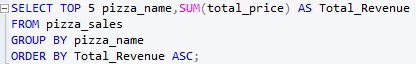 SELECT TOP 5 pizza_name,SUM(total_price) AS Total_Revenue
FROM pizza_sales
GROUP BY pizza_name
ORDER BY Total_Revenue ASC;